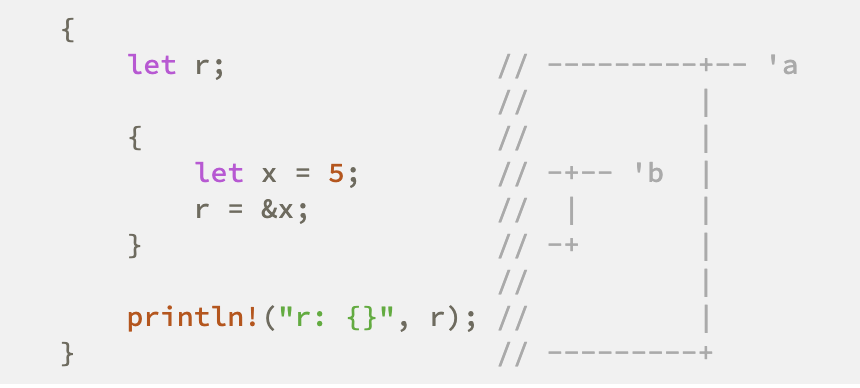 {
    let r;                // ---------+-- 'a
                          //          |
    {                     //          |
        let x = 5;        // -+-- 'b  |
        r = &x;           //  |       |
    }                     // -+       |
                          //          |
    println!("r: {}", r); //          |
}                         // ---------+